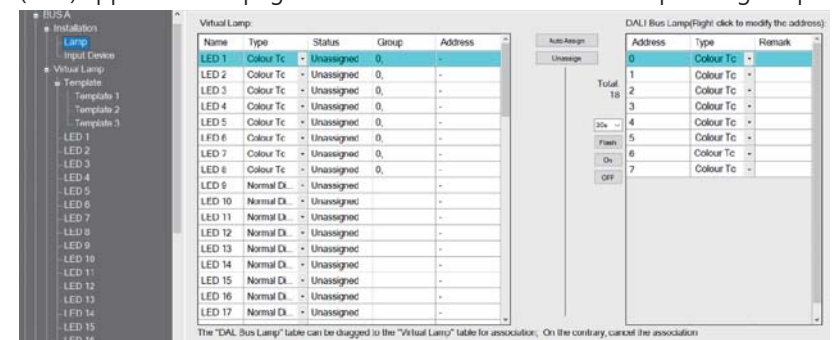 BUS A
Installation
Lamp
Input Device
Virtual Lamp
Template
Template 1
Template 2
Template 3
LED 1
LED 2
LED 3
LED 4
LED 5
LED 6
LED 7
LED 8
LED 9
LED 10
LED 11
LED 12
LED 13
LED 14
LED 15
Virtual Lamp:
Name Type Status Group Address
LED 1 Colour Tc Unassigned 0, -
LED 2 Colour Tc Unassigned 0, -
LED 3 Colour Tc Unassigned 0, -
LED 4 Colour Tc Unassigned 0, -
LED 5 Colour Tc Unassigned 0, -
LED 6 Colour Tc Unassigned 0, -
LED 7 Colour Tc Unassigned 0, -
LED 8 Colour Tc Unassigned 0, -
LED 9 Normal Di... Unassigned -
LED 10 Normal Di... Unassigned -
LED 11 Normal Di... Unassigned -
LED 12 Normal Di... Unassigned -
LED 13 Normal Di... Unassigned -
LED 14 Normal Di... Unassigned -
LED 15 Normal Di... Unassigned -
LED 16 Normal Di... Unassigned -
LED 17 Normal Di... Unassigned -
Auto Assign
Unassign
Total:
18
30s
Flash
On
OFF
DALI Bus Lamp(Right click to modify the address):
Address Type Remark
0 Colour Tc
1 Colour Tc
2 Colour Tc
3 Colour Tc
4 Colour Tc
5 Colour Tc
6 Colour Tc
7 Colour Tc
The "DAL Bus Lamp" table can be dragged to the "Virtual Lamp" table for association; On the contrary, cancel the association